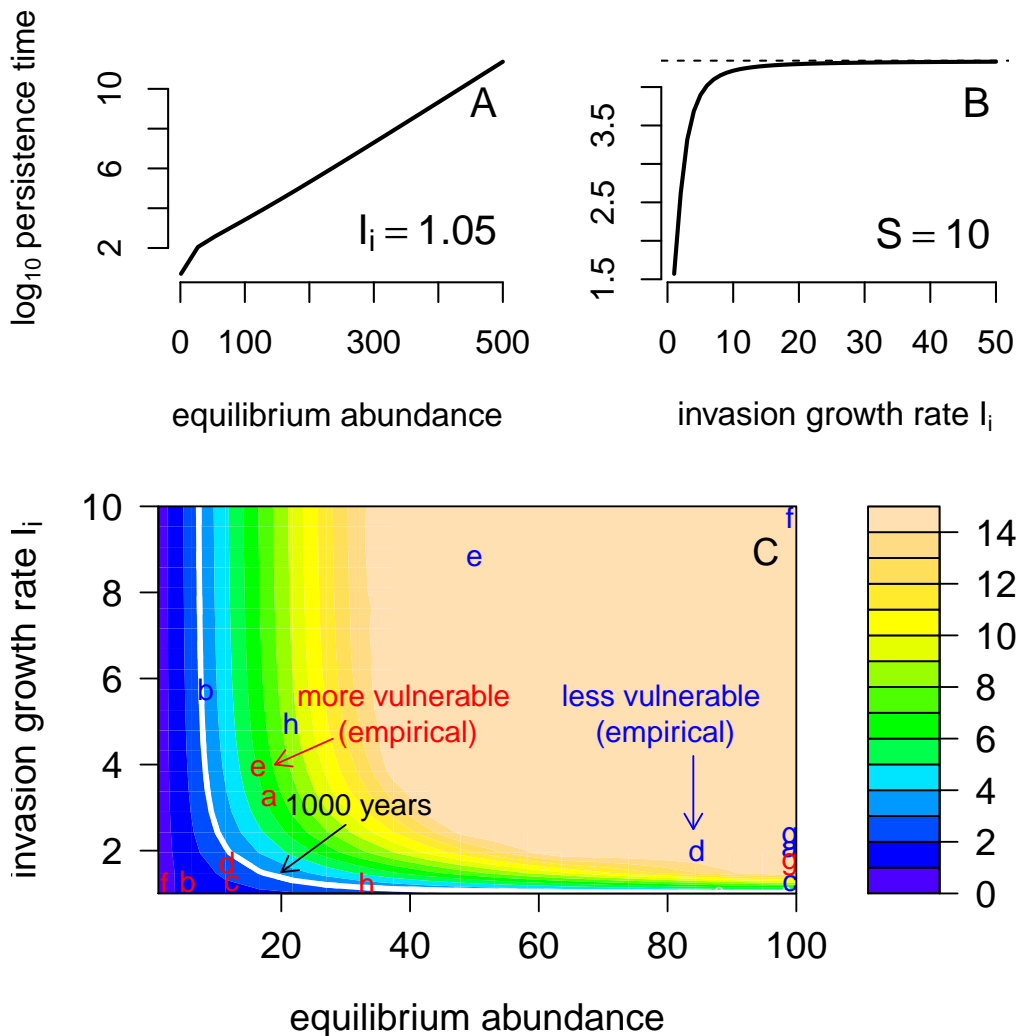 log10 persistence time
10
6
2
A
Ii = 1.05
0 100 300 500
equilibrium abundance
3.5
2.5
1.5
B
S = 10
0 10 20 30 40 50
invasion growth rate Ii
invasion growth rate Ii
10
8
6
4
2
f
e
C
b
more vulnerable
(empirical)
less vulnerable
(empirical)
h
e
a
1000 years
d
d
f
b
c
h
20 40 60 80 100
equilibrium abundance
14
12
10
8
6
4
2
0